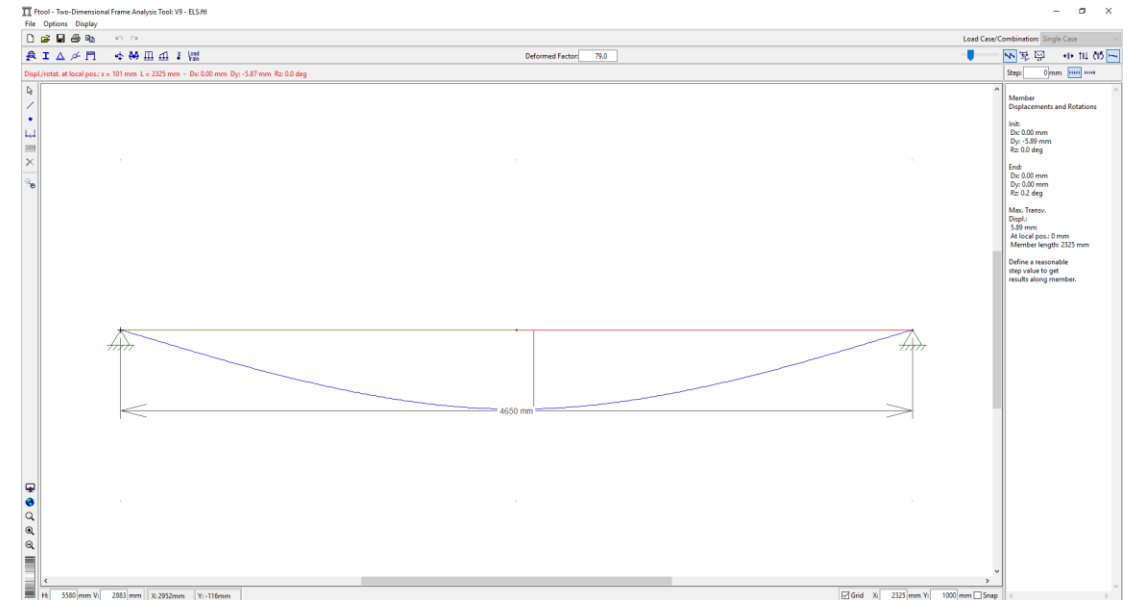 Ftool - Two-Dimensional Frame Analysis Tool: V9 - ELS.ftl
File Options Display
Load Case/Combination: Single Case
Load Train
Deformed Factor: 79.0
Displ./rotat. at local pos.: x = 101 mm L = 2325 mm - Dx: 0.00 mm Dy: -5.87 mm Rz: 0.0 deg
Step: 0 mm
Member
Displacements and Rotations
Init:
Dx: 0.00 mm
Dy: -5.89 mm
Rz: 0.0 deg
End:
Dx: 0.00 mm
Dy: 0.00 mm
Rz: 0.2 deg
Max. Transv.
Displ.:
5.89 mm
At local pos.: 0 mm
Member length: 2325 mm
Define a reasonable
step value to get
results along member.
4650 mm
H: 5580 mm V: 2883 mm X: 2952mm Y: -116mm Grid X: 2325 mm Y: 1000 mm Snap